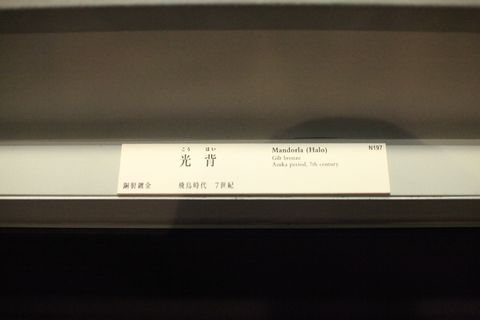 こう はい
光背
銅製鍍金 飛鳥時代 7世紀
Mandorla (Halo)
Gilt bronze
Asuka period, 7th century
N197